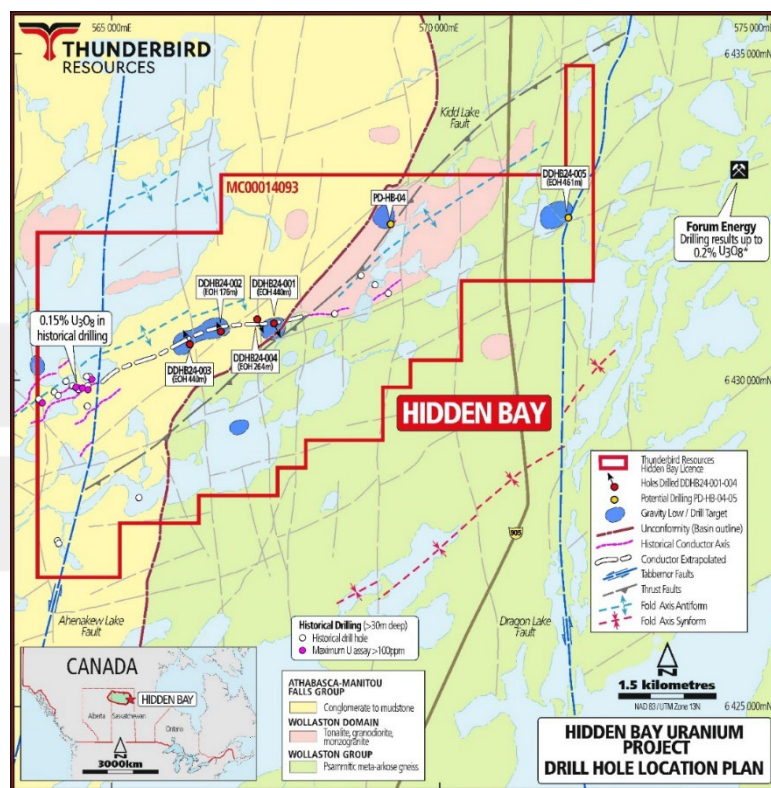 THUNDERBIRD
RESOURCES
565 000mE
570 000mE
575 000mE
6 435 000mN
Kidd Lake
Fault
MC00014093
DDHB24-005
(EOH 461m)
PD-HB-04
Forum Energy
Drilling results up to
0.2% U3O8*
DDHB24-002
(EOH 176m)
DDHB24-001
(EOH 440m)
0.15% U3O8 in
historical drilling
DDHB24-003
(EOH 440m)
DDHB24-004
(EOH 264m)
6 430 000mN
HIDDEN BAY
905
Thunderbird Resources
Hidden Bay Licence
Holes Drilled DDHB24-001-004
Potential Drilling PD-HB-04-05
Gravity Low / Drill Target
Unconformity (Basin outline)
Historical Conductor Axis
Conductor Extrapolated
Tabbernor Faults
Thrust Faults
Fold Axis Antiform
Fold Axis Synform
Ahenakew Lake
Fault
Dragon Lake
Fault
Historical Drilling (>30m deep)
Historical drill hole
Maximum U assay >100ppm
CANADA
HIDDEN BAY
Alberta
Saskatchewan
Ontario
N
3000km
ATHABASCA-MANITOU
FALLS GROUP
Conglomerate to mudstone
WOLLASTON DOMAIN
Tonalite, granodiorite,
monzogranite
WOLLASTON GROUP
Psammitic meta-arkose gneiss
N
1.5 kilometres
NAD 83 / UTM Zone 13N
6 425 000mN
HIDDEN BAY URANIUM
PROJECT
DRILL HOLE LOCATION PLAN